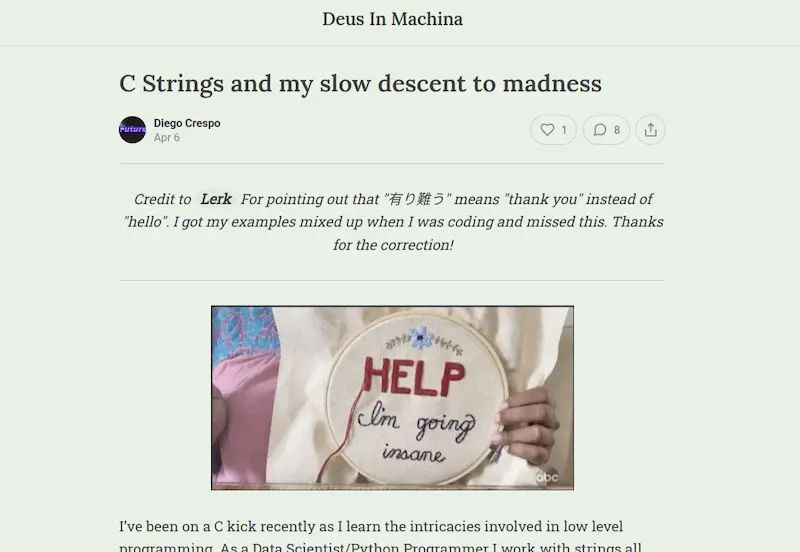 Deus In Machina
C Strings and my slow descent to madness
Future
Diego Crespo
Apr 6
1
8
Credit to Lerk For pointing out that "有り難う" means "thank you" instead of
"hello". I got my examples mixed up when I was coding and missed this. Thanks
for the correction!
HELP
I'm going
insane
abc
I've been on a C kick recently as I learn the intricacies involved in low level
programming. As a Data Scientist/Python Programmer I work with strings all